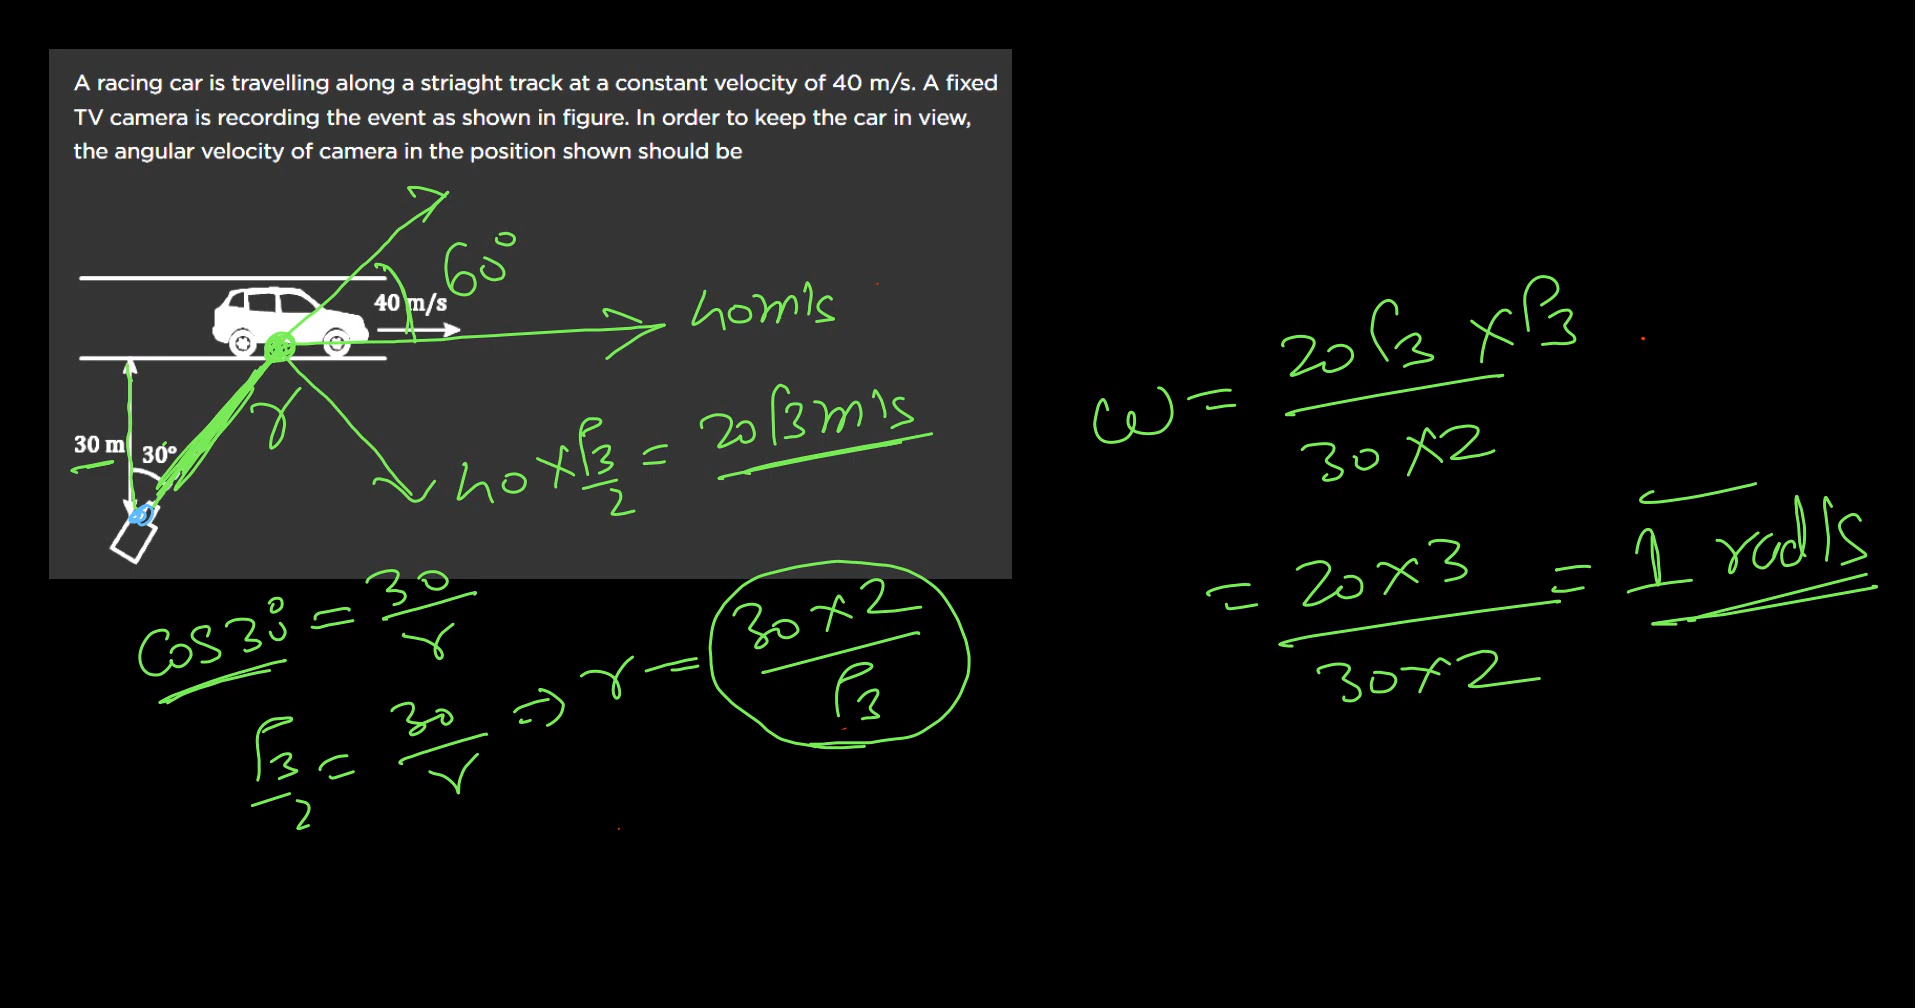 A racing car is travelling along a striaght track at a constant velocity of 40 m/s. A fixed
TV camera is recording the event as shown in figure. In order to keep the car in view,
the angular velocity of camera in the position shown should be
60°
40 m/s
40 m/s
30 m
30°
r
40 × √3/2 = 20√3 m/s
cos30° = 30/r
√3/2 = 30/r ⇒ r = 30×2/√3
ω = 20√3 × √3 / 30×2
= 20×3 / 30×2 = 1 rad/s